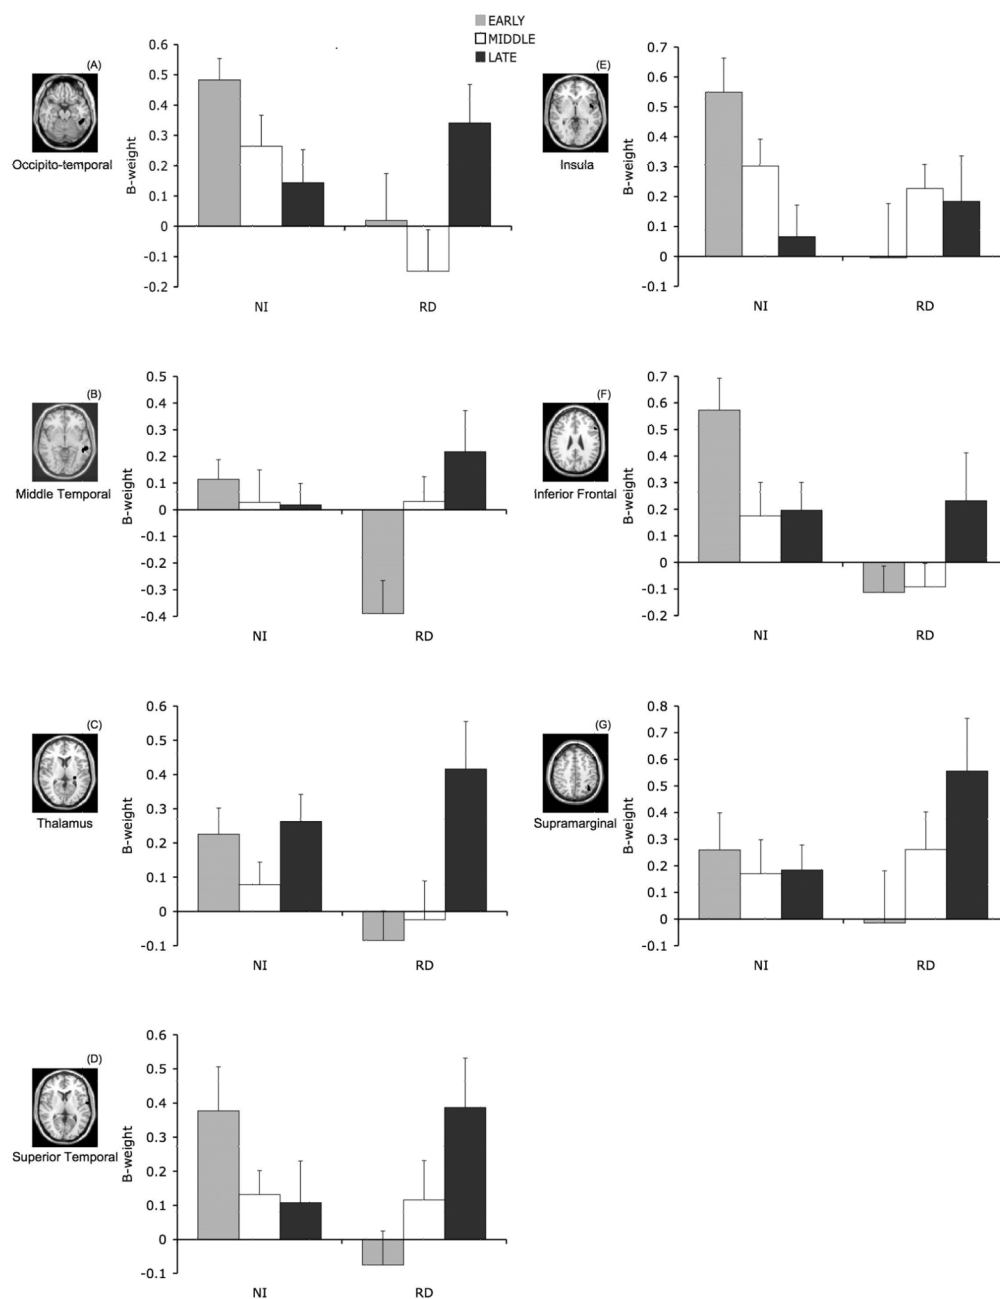 EARLY
MIDDLE
LATE
(A)
Occipito-temporal
B-weight
0.6
0.5
0.4
0.3
0.2
0.1
0
-0.1
-0.2
NI
RD
(E)
Insula
B-weight
0.7
0.6
0.5
0.4
0.3
0.2
0.1
0
-0.1
NI
RD
(B)
Middle Temporal
B-weight
0.5
0.4
0.3
0.2
0.1
0
-0.1
-0.2
-0.3
-0.4
NI
RD
(F)
Inferior Frontal
B-weight
0.7
0.6
0.5
0.4
0.3
0.2
0.1
0
-0.1
-0.2
NI
RD
(C)
Thalamus
B-weight
0.6
0.5
0.4
0.3
0.2
0.1
0
-0.1
NI
RD
(G)
Supramarginal
B-weight
0.8
0.7
0.6
0.5
0.4
0.3
0.2
0.1
0
-0.1
NI
RD
(D)
Superior Temporal
B-weight
0.6
0.5
0.4
0.3
0.2
0.1
0
-0.1
NI
RD